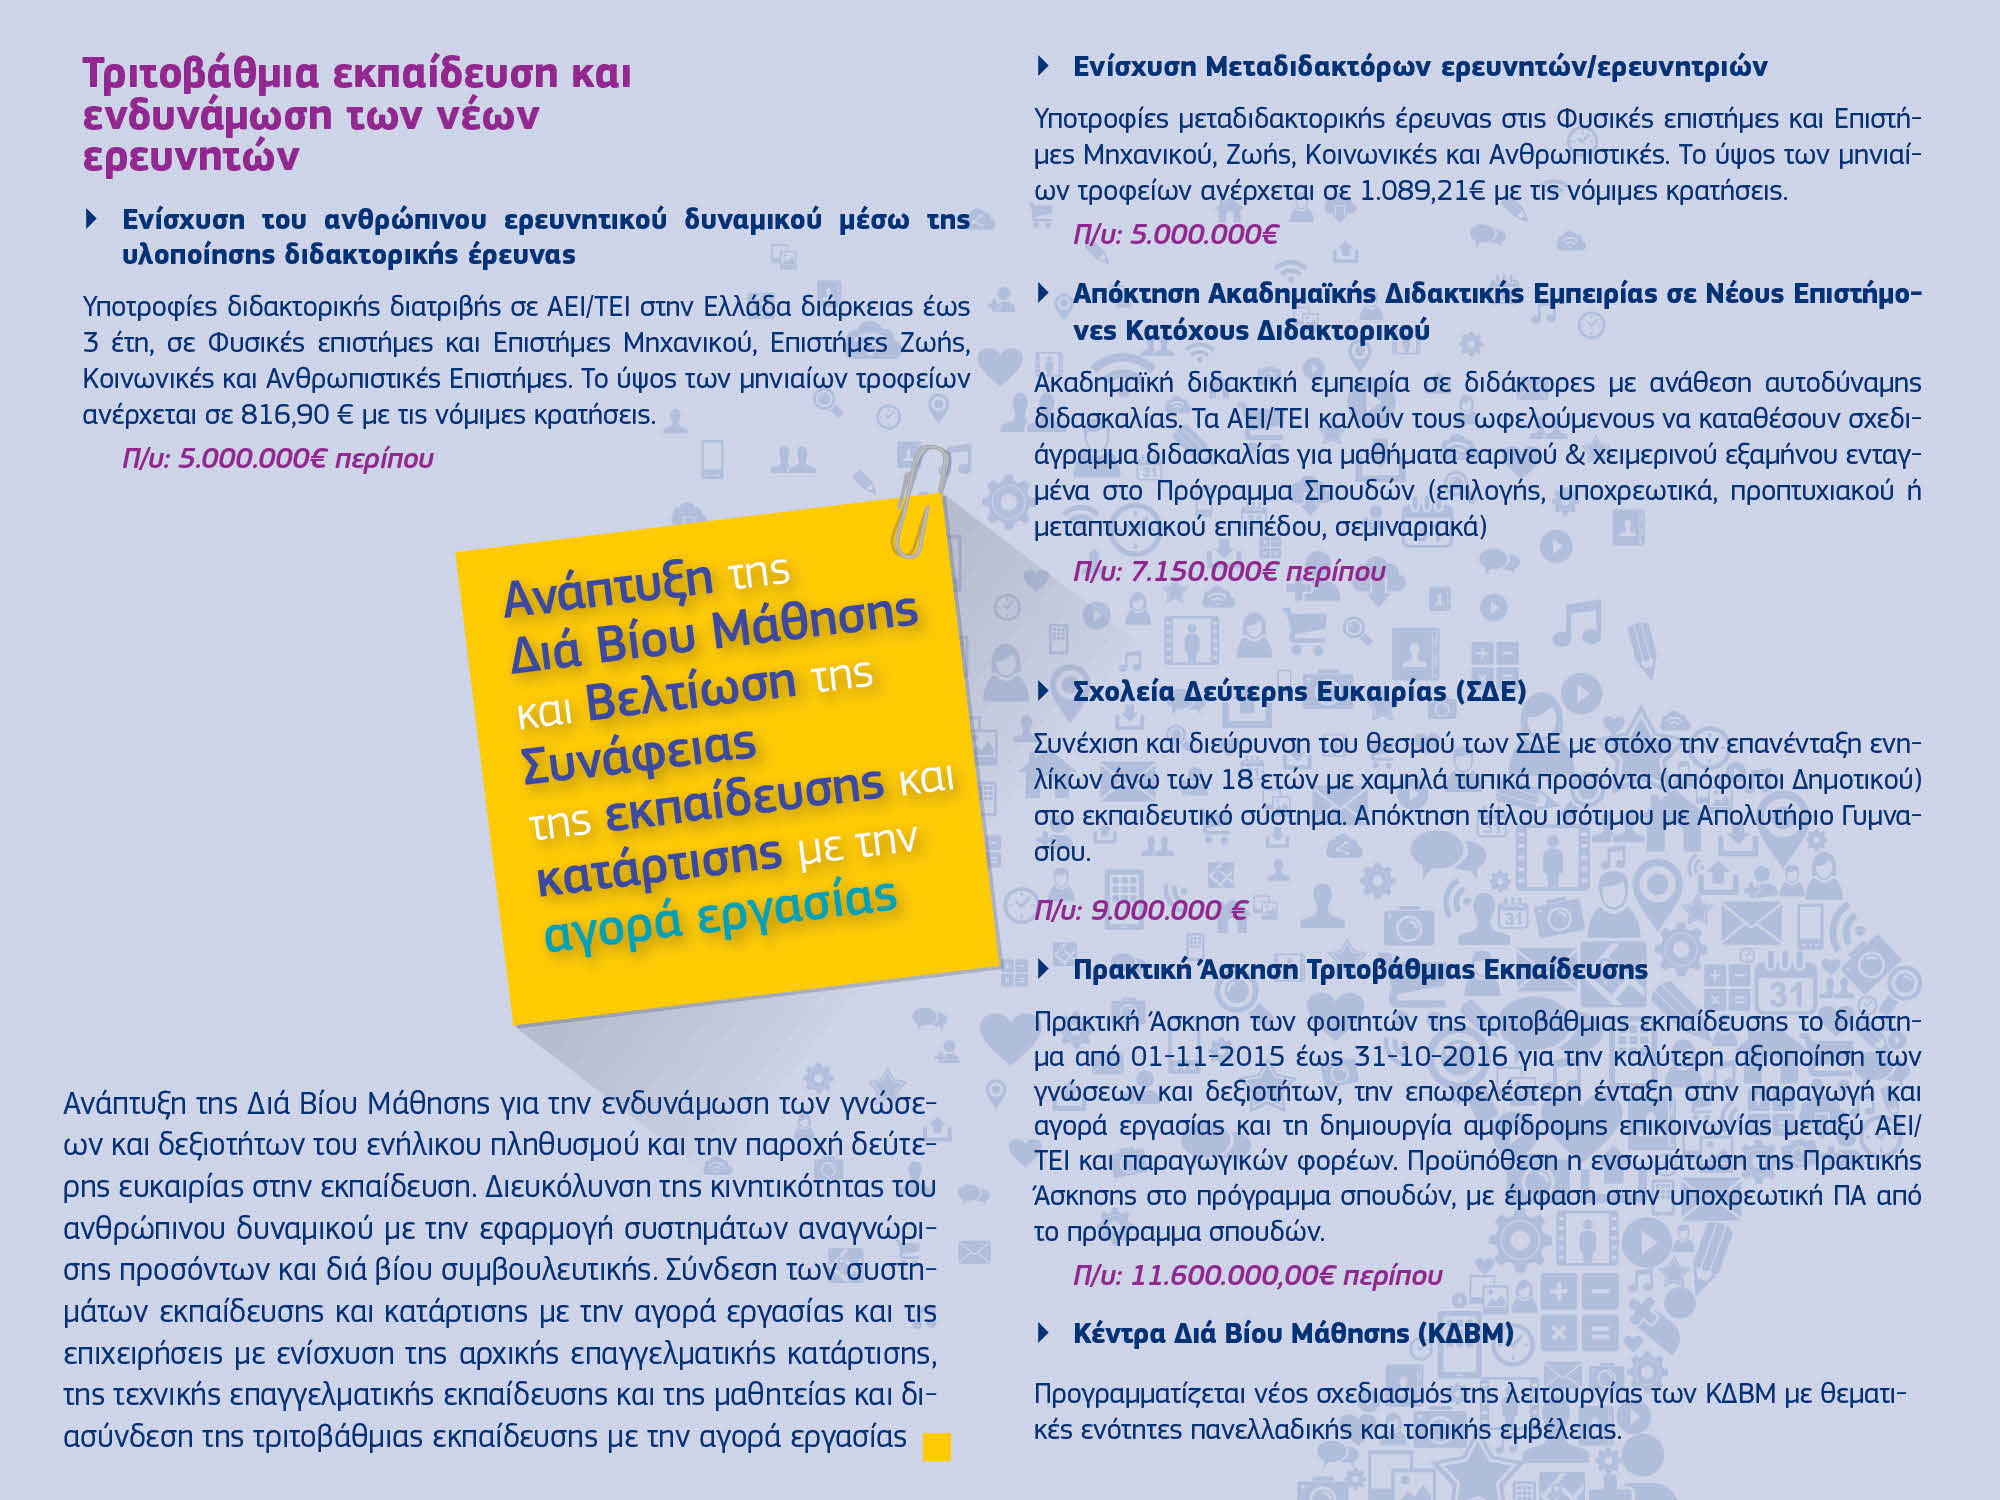 Τριτοβάθμια εκπαίδευση και
ενδυνάμωση των νέων
ερευνητών
Ενίσχυση του ανθρώπινου ερευνητικού δυναμικού μέσω της
υλοποίησης διδακτορικής έρευνας
Υποτροφίες διδακτορικής διατριβής σε ΑΕΙ/ΤΕΙ στην Ελλάδα διάρκειας έως
3 έτη, σε Φυσικές επιστήμες και Επιστήμες Μηχανικού, Επιστήμες Ζωής,
Κοινωνικές και Ανθρωπιστικές Επιστήμες. Το ύψος των μηνιαίων τροφείων
ανέρχεται σε 816,90 € με τις νόμιμες κρατήσεις.
Π/υ: 5.000.000€ περίπου
Ανάπτυξη της
Διά Βίου Μάθησης
και Βελτίωση της
Συνάφειας
της εκπαίδευσης και
κατάρτισης με την
αγορά εργασίας
Ανάπτυξη της Διά Βίου Μάθησης για την ενδυνάμωση των γνώσε-
ων και δεξιοτήτων του ενήλικου πληθυσμού και την παροχή δεύτε-
ρης ευκαιρίας στην εκπαίδευση. Διευκόλυνση της κινητικότητας του
ανθρώπινου δυναμικού με την εφαρμογή συστημάτων αναγνώρι-
σης προσόντων και διά βίου συμβουλευτικής. Σύνδεση των συστη-
μάτων εκπαίδευσης και κατάρτισης με την αγορά εργασίας και τις
επιχειρήσεις με ενίσχυση της αρχικής επαγγελματικής κατάρτισης,
της τεχνικής επαγγελματικής εκπαίδευσης και της μαθητείας και δι-
ασύνδεση της τριτοβάθμιας εκπαίδευσης με την αγορά εργασίας
Ενίσχυση Μεταδιδακτόρων ερευνητών/ερευνητριών
Υποτροφίες μεταδιδακτορικής έρευνας στις Φυσικές επιστήμες και Επιστή-
μες Μηχανικού, Ζωής, Κοινωνικές και Ανθρωπιστικές. Το ύψος των μηνιαί-
ων τροφείων ανέρχεται σε 1.089,21€ με τις νόμιμες κρατήσεις.
Π/υ: 5.000.000€
Απόκτηση Ακαδημαϊκής Διδακτικής Εμπειρίας σε Νέους Επιστήμο-
νες Κατόχους Διδακτορικού
Ακαδημαϊκή διδακτική εμπειρία σε διδάκτορες με ανάθεση αυτοδύναμης
διδασκαλίας. Τα ΑΕΙ/ΤΕΙ καλούν τους ωφελούμενους να καταθέσουν σχεδι-
άγραμμα διδασκαλίας για μαθήματα εαρινού & χειμερινού εξαμήνου ενταγ-
μένα στο Πρόγραμμα Σπουδών (επιλογής, υποχρεωτικά, προπτυχιακού ή
μεταπτυχιακού επιπέδου, σεμιναριακά)
Π/υ: 7.150.000€ περίπου
Σχολεία Δεύτερης Ευκαιρίας (ΣΔΕ)
Συνέχιση και διεύρυνση του θεσμού των ΣΔΕ με στόχο την επανένταξη ενη-
λίκων άνω των 18 ετών με χαμηλά τυπικά προσόντα (απόφοιτοι Δημοτικού)
στο εκπαιδευτικό σύστημα. Απόκτηση τίτλου ισότιμου με Απολυτήριο Γυμνα-
σίου.
Π/υ: 9.000.000 €
Πρακτική Άσκηση Τριτοβάθμιας Εκπαίδευσης
Πρακτική Άσκηση των φοιτητών της τριτοβάθμιας εκπαίδευσης το διάστη-
μα από 01-11-2015 έως 31-10-2016 για την καλύτερη αξιοποίηση των
γνώσεων και δεξιοτήτων, την επωφελέστερη ένταξη στην παραγωγή και
αγορά εργασίας και τη δημιουργία αμφίδρομης επικοινωνίας μεταξύ ΑΕΙ/
ΤΕΙ και παραγωγικών φορέων. Προϋπόθεση η ενσωμάτωση της Πρακτικής
Άσκησης στο πρόγραμμα σπουδών, με έμφαση στην υποχρεωτική ΠΑ από
το πρόγραμμα σπουδών.
Π/υ: 11.600.000,00€ περίπου
Κέντρα Διά Βίου Μάθησης (ΚΔΒΜ)
Προγραμματίζεται νέος σχεδιασμός της λειτουργίας των ΚΔΒΜ με θεματι-
κές ενότητες πανελλαδικής και τοπικής εμβέλειας.